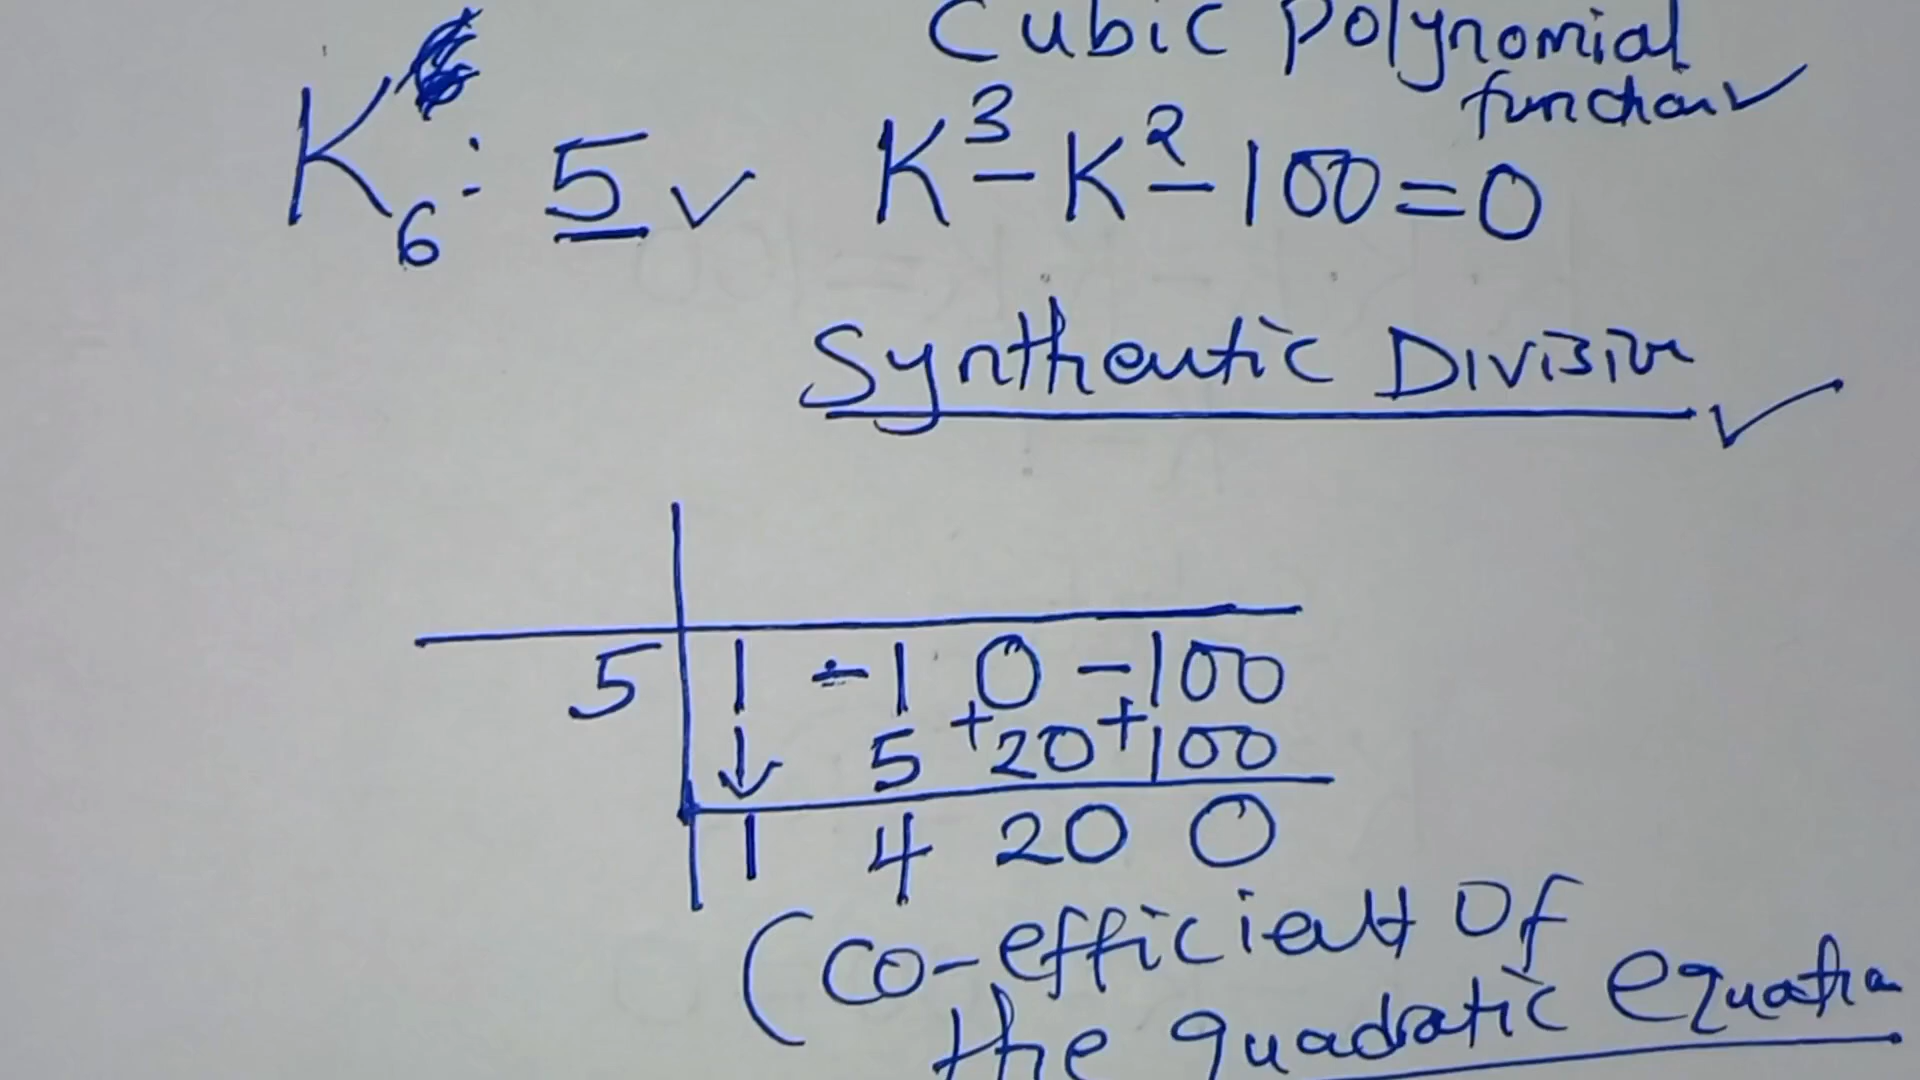 Cubic polynomial
function ✓
K₆: 5 ✓ K³-K²-100=0
Syntheutic Division ✓
5 | 1 -1 0 -100
↓ 5 +20 +100
1 4 20 0
(co-efficient Of
the quadratic equation